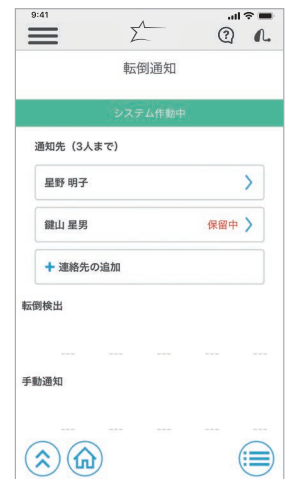 9:41
転倒通知
システム作動中
通知先（3人まで）
星野 明子
鍵山 星男 保留中
+ 連絡先の追加
転倒検出
--- --- --- --- ---
手動通知
--- --- --- --- ---